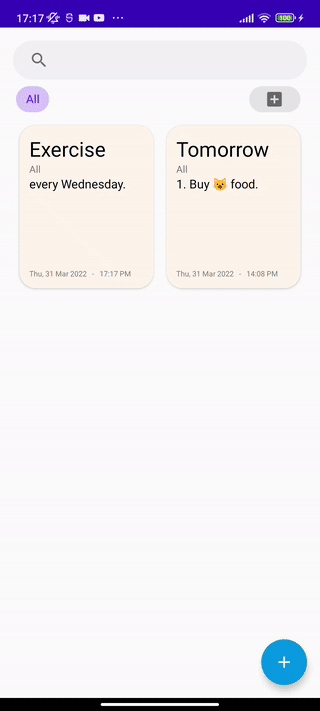 17:17
100
All
Exercise
All
every Wednesday.
Thu, 31 Mar 2022 - 17:17 PM
Tomorrow
All
1. Buy 😺 food.
Thu, 31 Mar 2022 - 14:08 PM